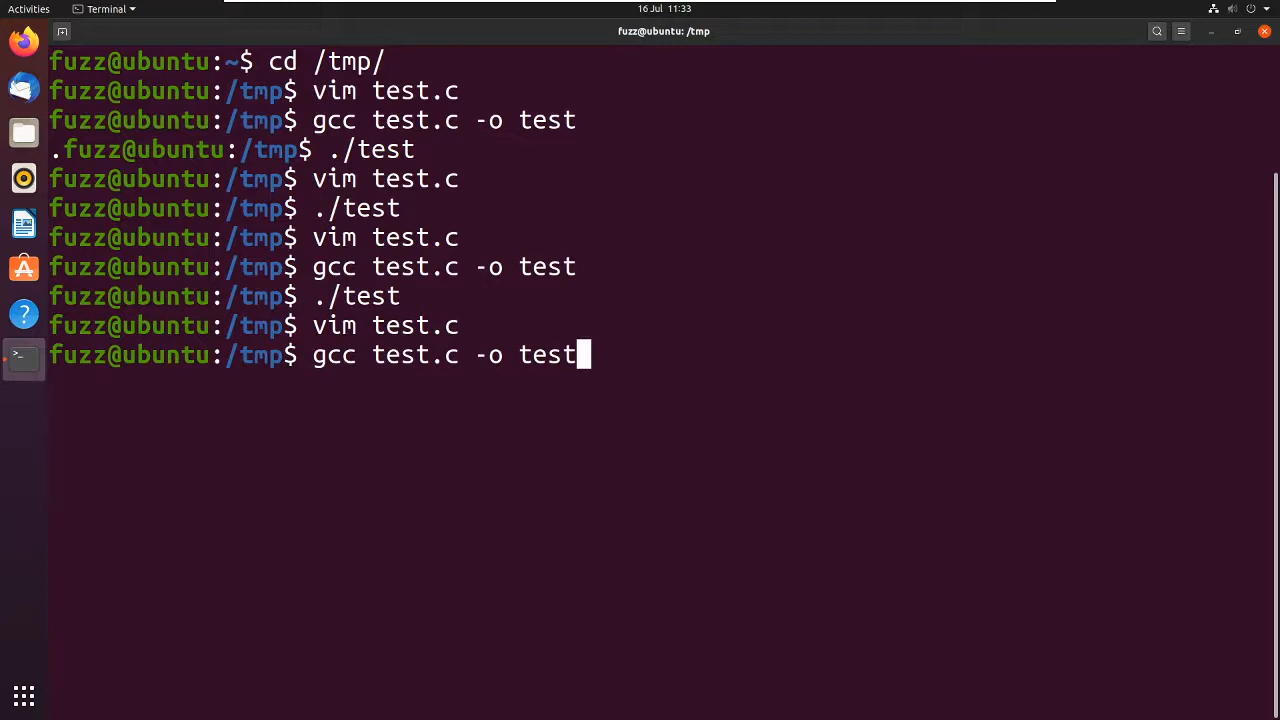 Activities Terminal 16 Jul 11:33
fuzz@ubuntu: /tmp
fuzz@ubuntu:~$ cd /tmp/
fuzz@ubuntu:/tmp$ vim test.c
fuzz@ubuntu:/tmp$ gcc test.c -o test
.fuzz@ubuntu:/tmp$ ./test
fuzz@ubuntu:/tmp$ vim test.c
fuzz@ubuntu:/tmp$ ./test
fuzz@ubuntu:/tmp$ vim test.c
fuzz@ubuntu:/tmp$ gcc test.c -o test
fuzz@ubuntu:/tmp$ ./test
fuzz@ubuntu:/tmp$ vim test.c
fuzz@ubuntu:/tmp$ gcc test.c -o test